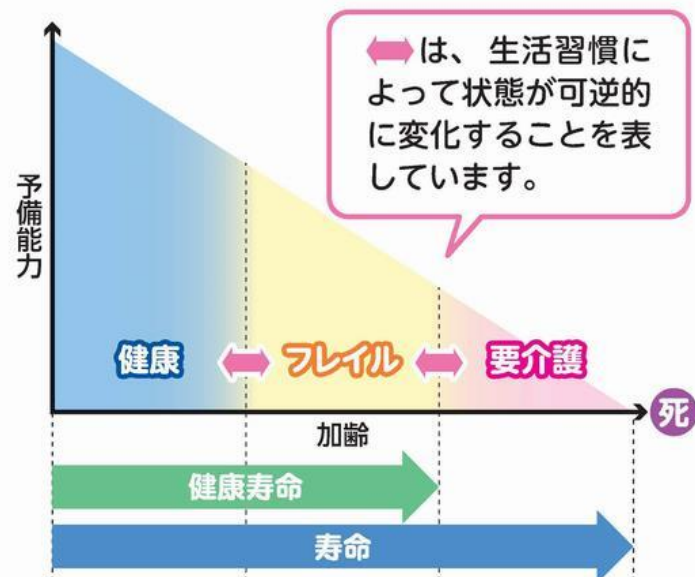 は、生活習慣に
よって状態が可逆的
に変化することを表
しています。
予備能力
健康
フレイル
要介護
死
加齢
健康寿命
寿命